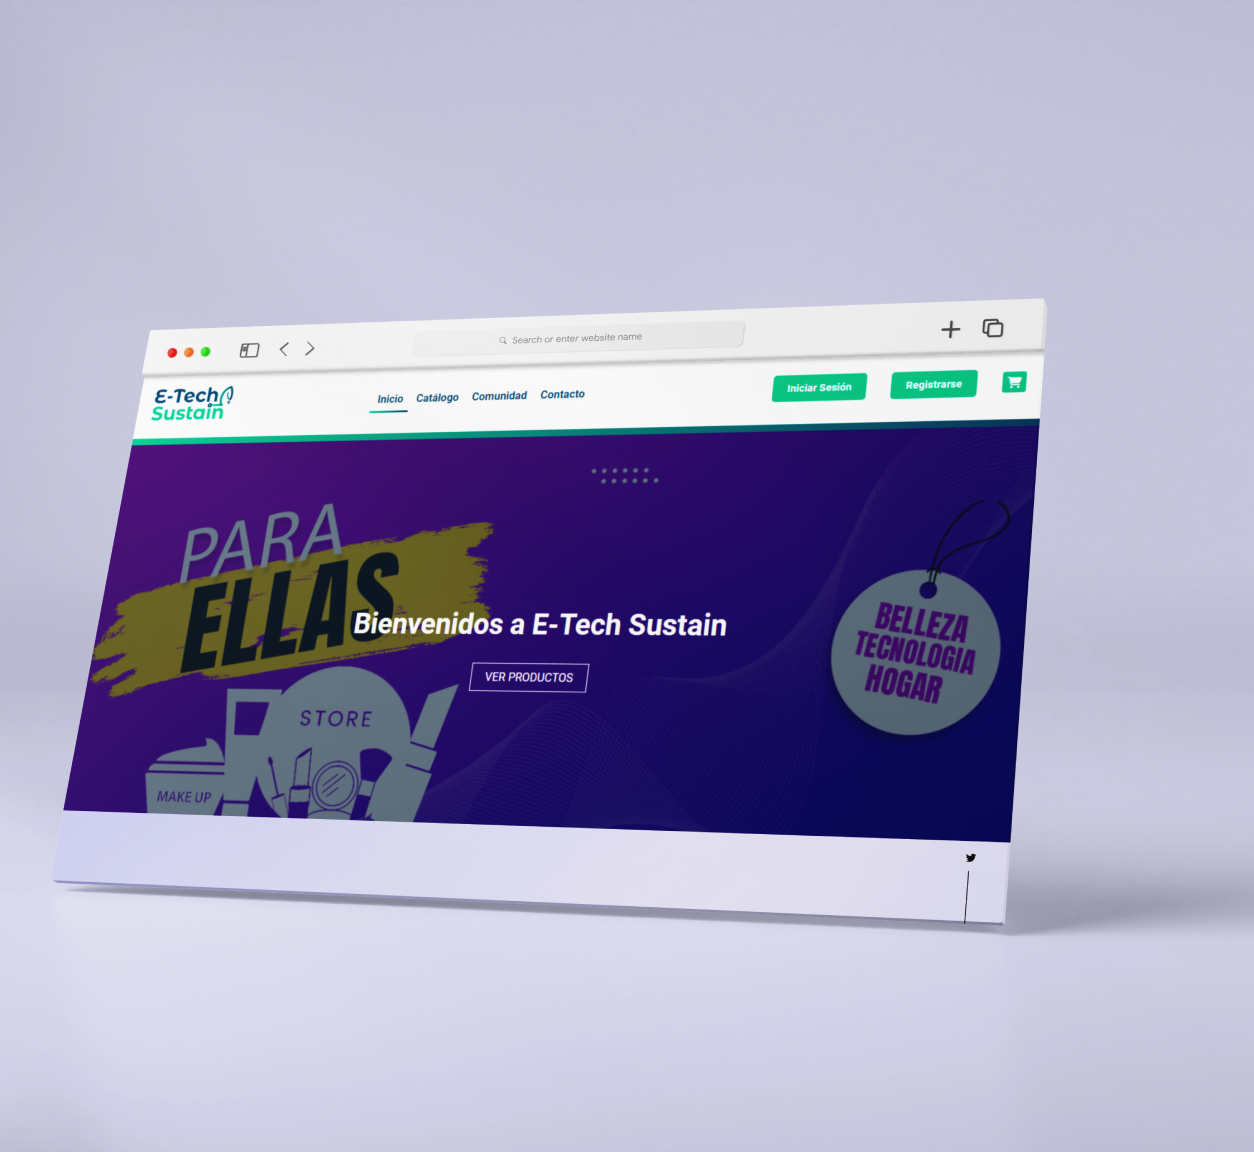 Search or enter website name
E-Tech
Sustain
Inicio Catálogo Comunidad Contacto
Iniciar Sesión Registrarse
PARA
ELLAS
Bienvenidos a E-Tech Sustain
VER PRODUCTOS
BELLEZA
TECNOLOGIA
HOGAR
STORE
MAKE UP